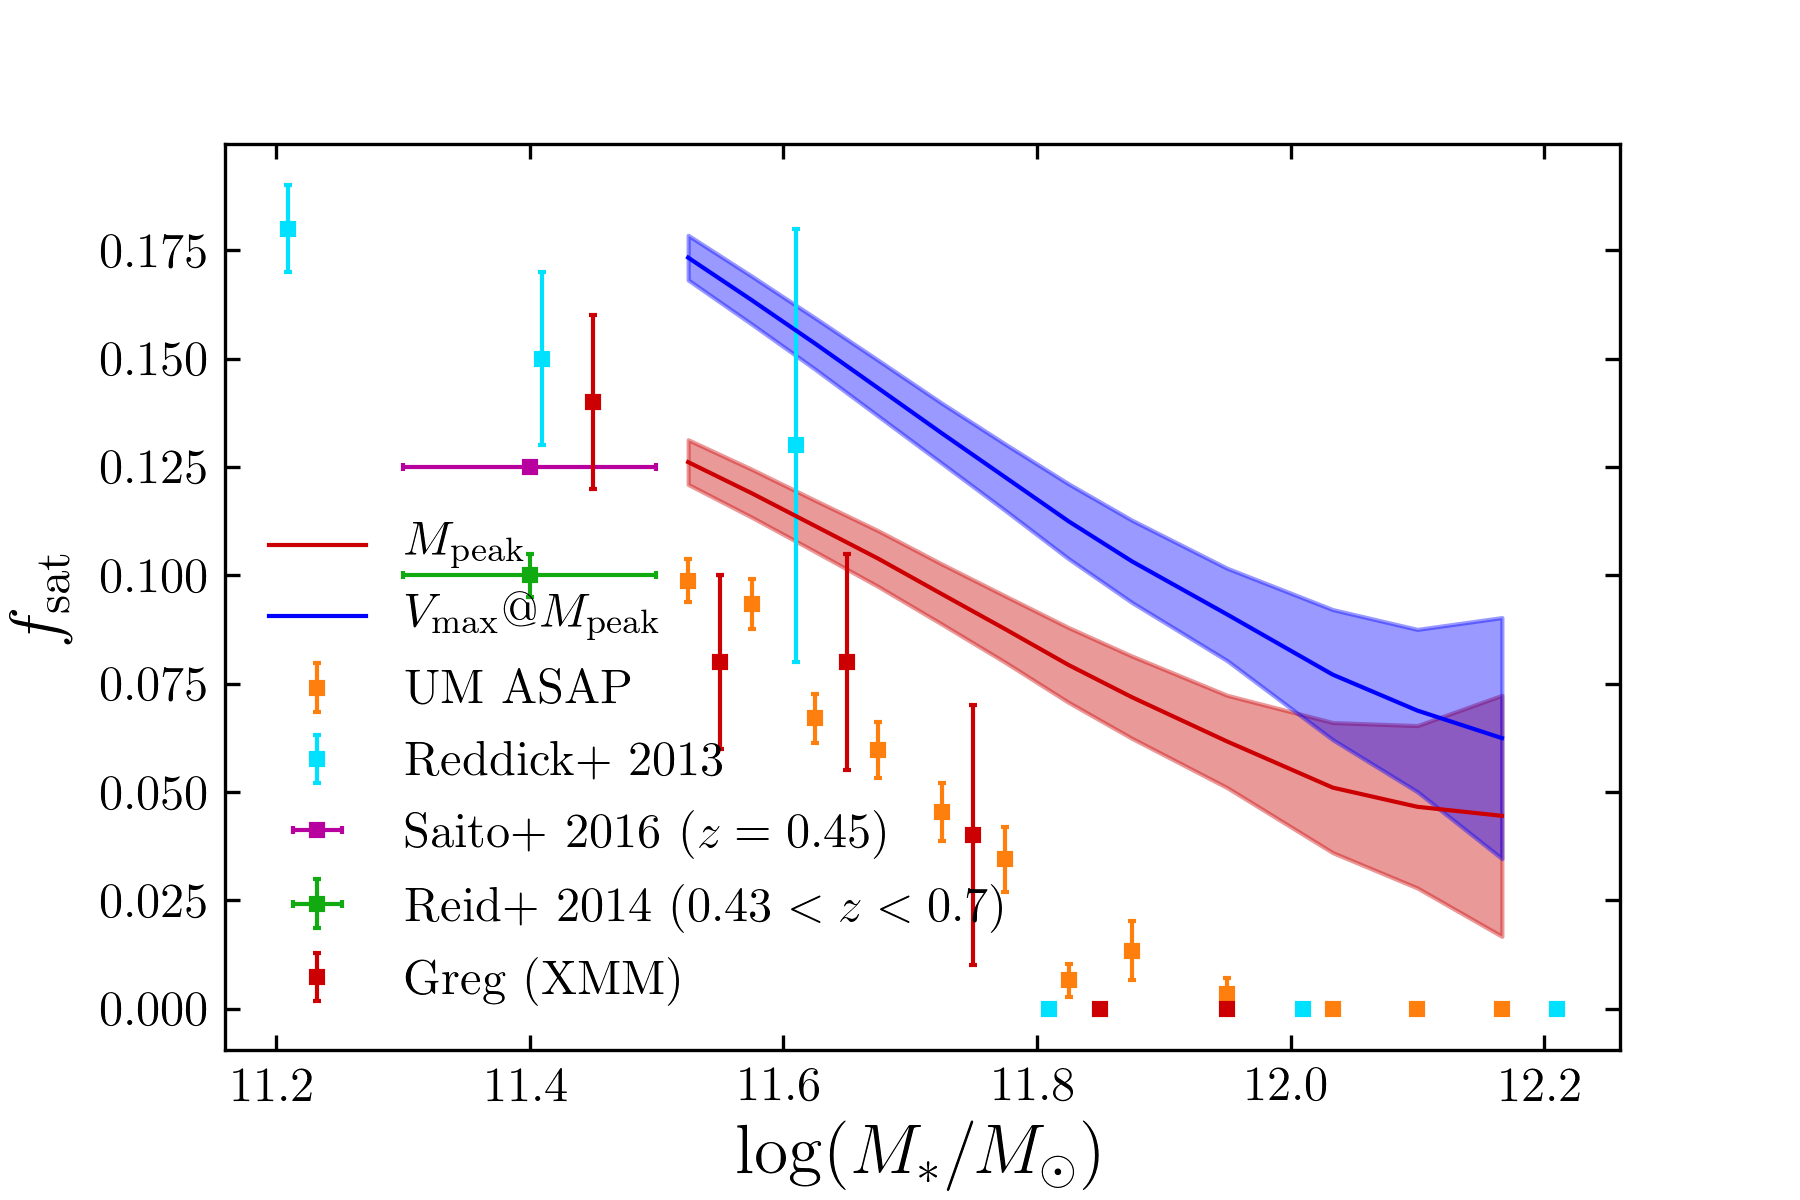 0.175
0.150
0.125
0.100
0.075
0.050
0.025
0.000
f_sat
M_peak
V_max@M_peak
UM ASAP
Reddick+ 2013
Saito+ 2016 (z = 0.45)
Reid+ 2014 (0.43 < z < 0.7)
Greg (XMM)
11.2 11.4 11.6 11.8 12.0 12.2
log(M_*/M_⊙)